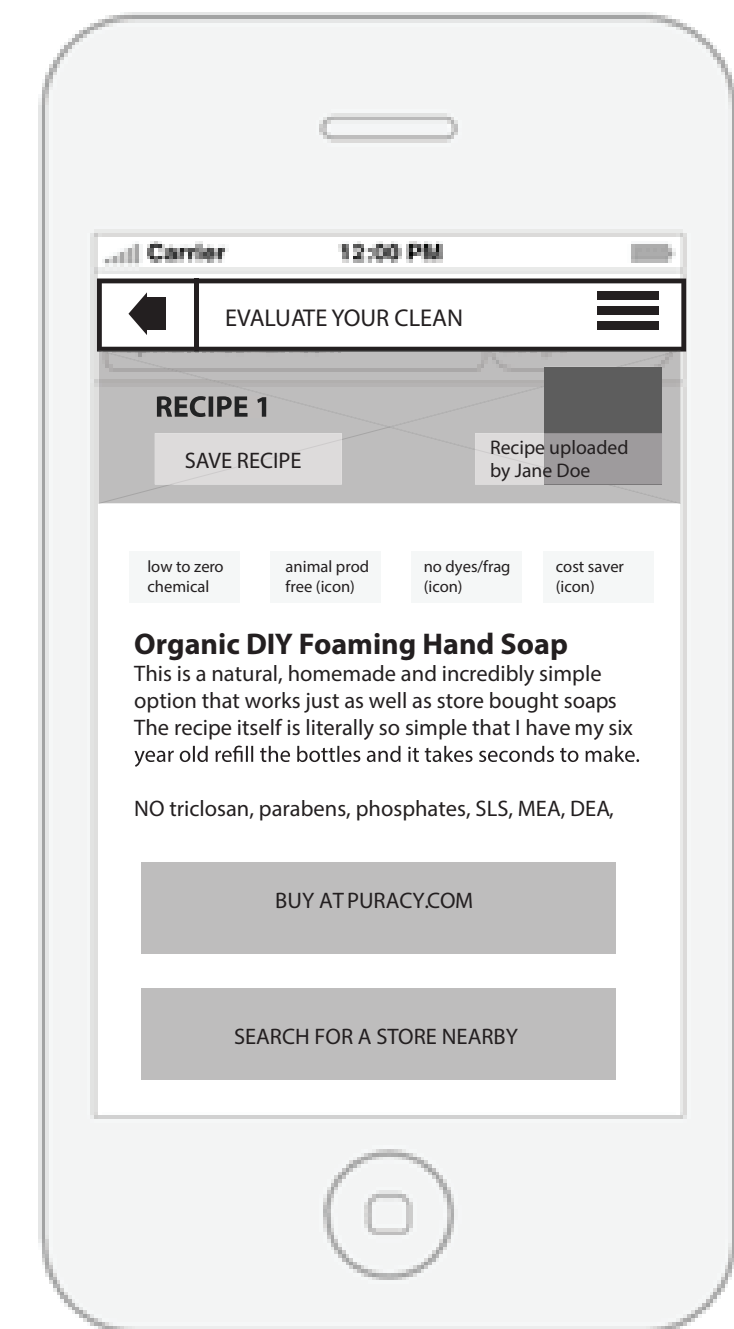 Carrier 12:00 PM
EVALUATE YOUR CLEAN
RECIPE 1
SAVE RECIPE
Recipe uploaded
by Jane Doe
low to zero
chemical
animal prod
free (icon)
no dyes/frag
(icon)
cost saver
(icon)
Organic DIY Foaming Hand Soap
This is a natural, homemade and incredibly simple
option that works just as well as store bought soaps
The recipe itself is literally so simple that I have my six
year old refill the bottles and it takes seconds to make.
NO triclosan, parabens, phosphates, SLS, MEA, DEA,
BUY AT PURACY.COM
SEARCH FOR A STORE NEARBY